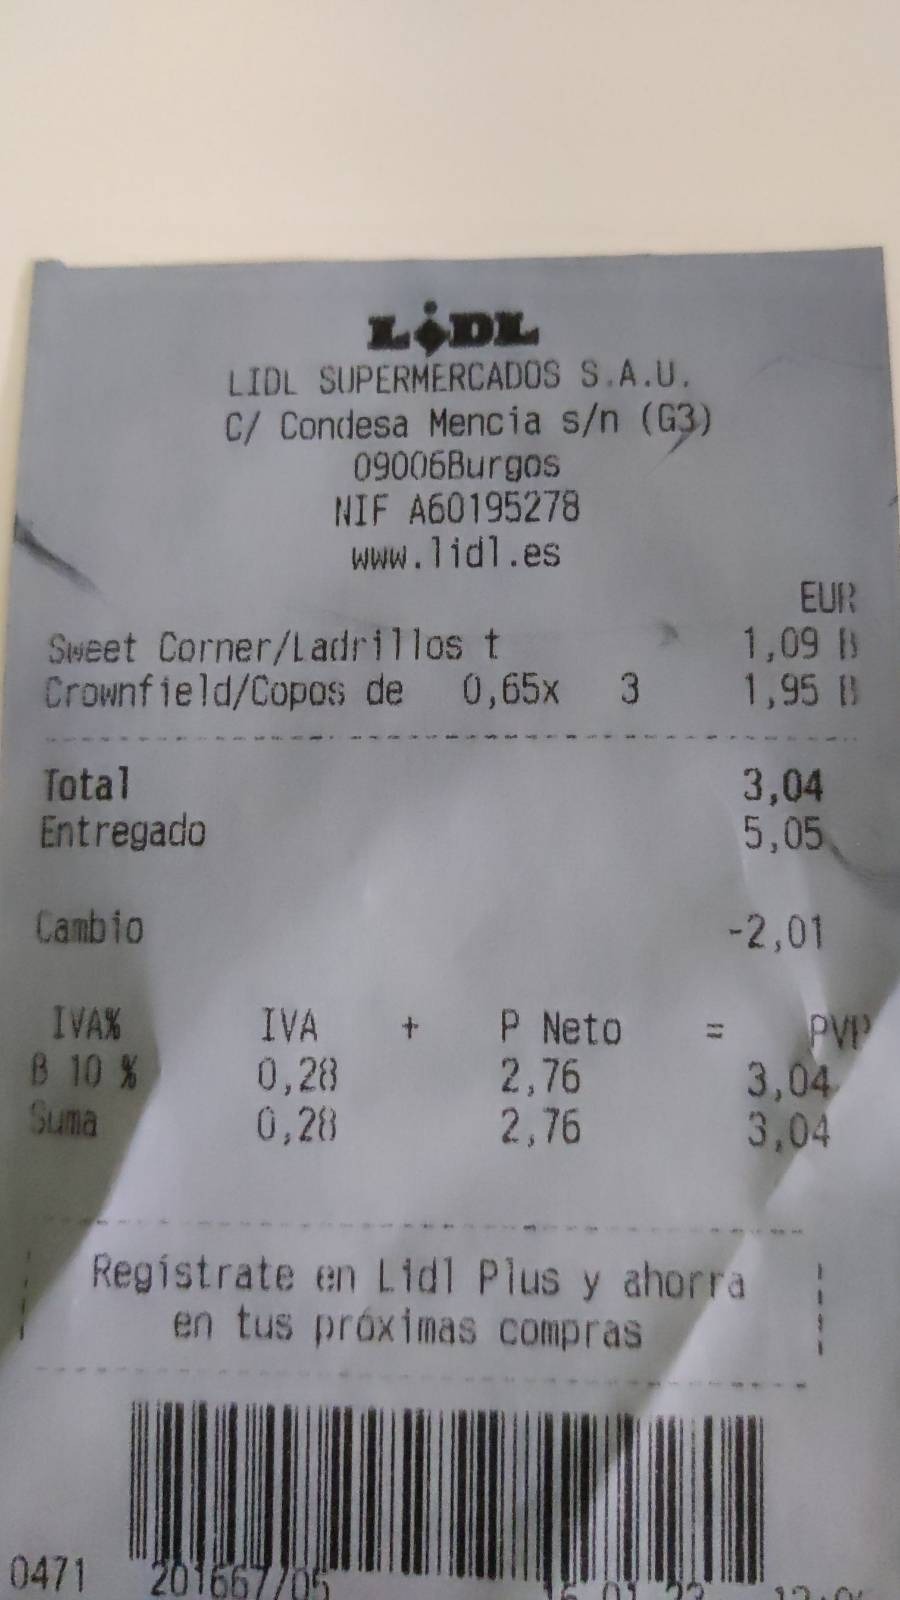 LIDL
LIDL SUPERMERCADOS S.A.U.
C/ Condesa Mencia s/n (G3)
09006Burgos
NIF A60195278
www.lidl.es
EUR
Sweet Corner/Ladrillos t 1,09 B
Crownfield/Copos de 0,65x 3 1,95 B
Total 3,04
Entregado 5,05
Cambio -2,01
IVA% IVA + P Neto = PVP
B 10 % 0,28 2,76 3,04
Suma 0,28 2,76 3,04
Regístrate en Lidl Plus y ahorra
en tus próximas compras
0471 201667/05